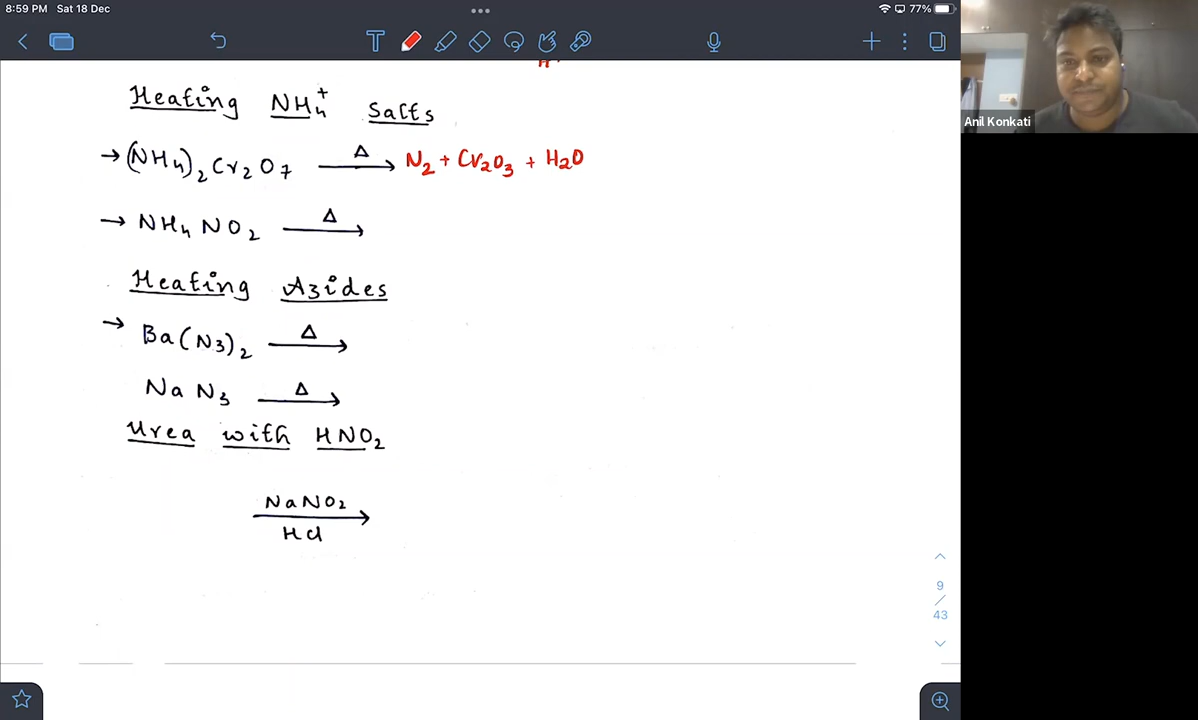 8:59 PM Sat 18 Dec
77%
Anil Konkati
Heating NH₄⁺ Salts
→ (NH₄)₂Cr₂O₇ —Δ→ N₂ + Cr₂O₃ + H₂O
→ NH₄NO₂ —Δ→
Heating Azides
→ Ba(N₃)₂ —Δ→
NaN₃ —Δ→
Urea with HNO₂
NaNO₂
HCl
9
/
43